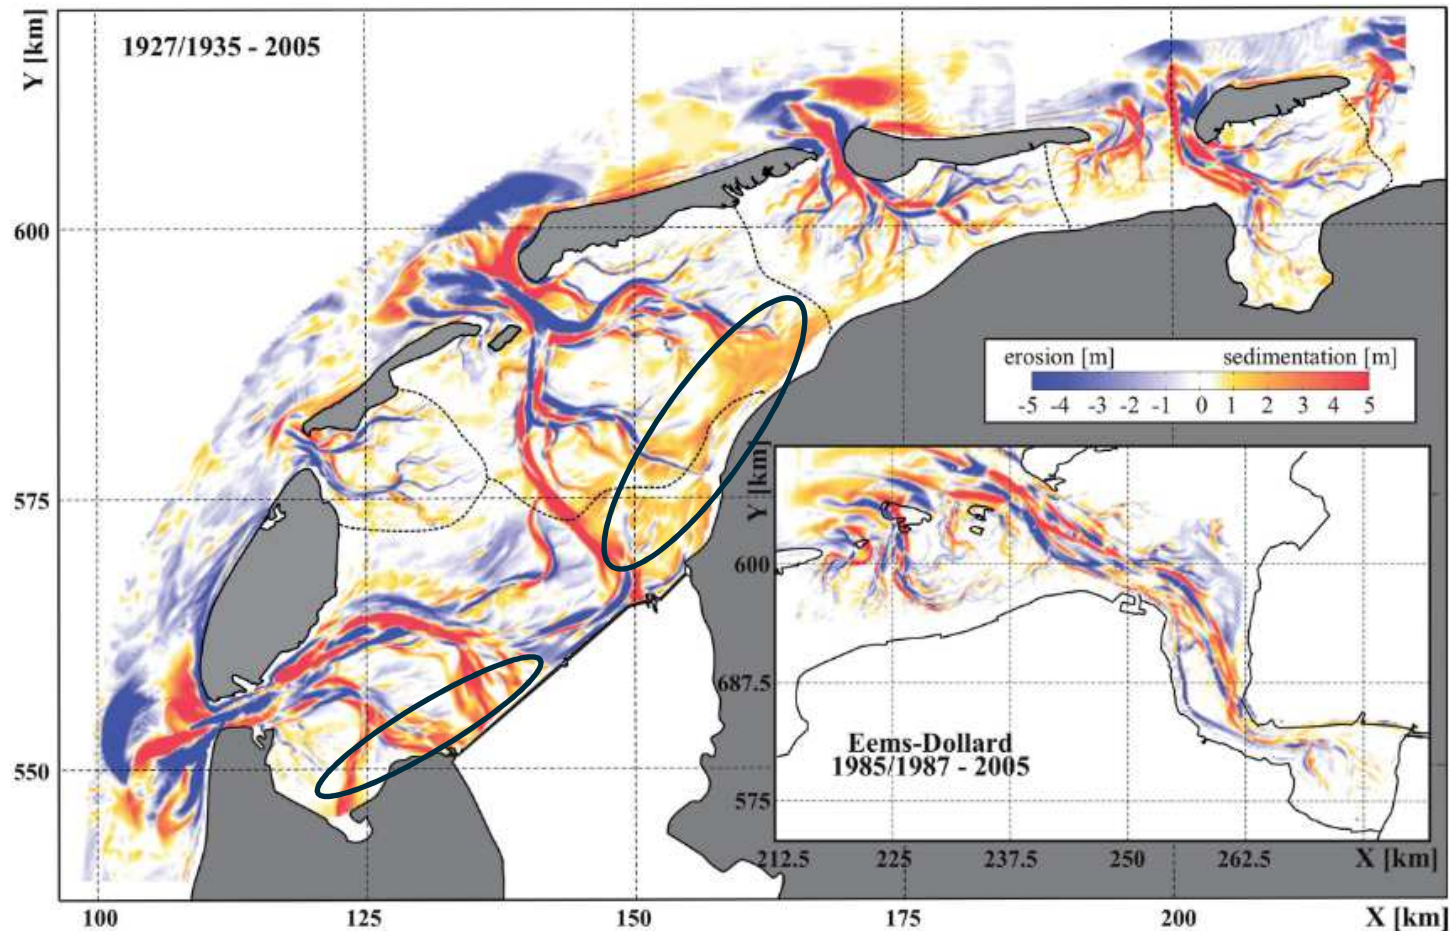 Y [km]
1927/1935 - 2005
600
575
550
100
125
150
175
200
X [km]
erosion [m] sedimentation [m]
-5 -4 -3 -2 -1 0 1 2 3 4 5
Y [km]
600
687.5
575
Eems-Dollard
1985/1987 - 2005
212.5 225 237.5 250 262.5 X [km]